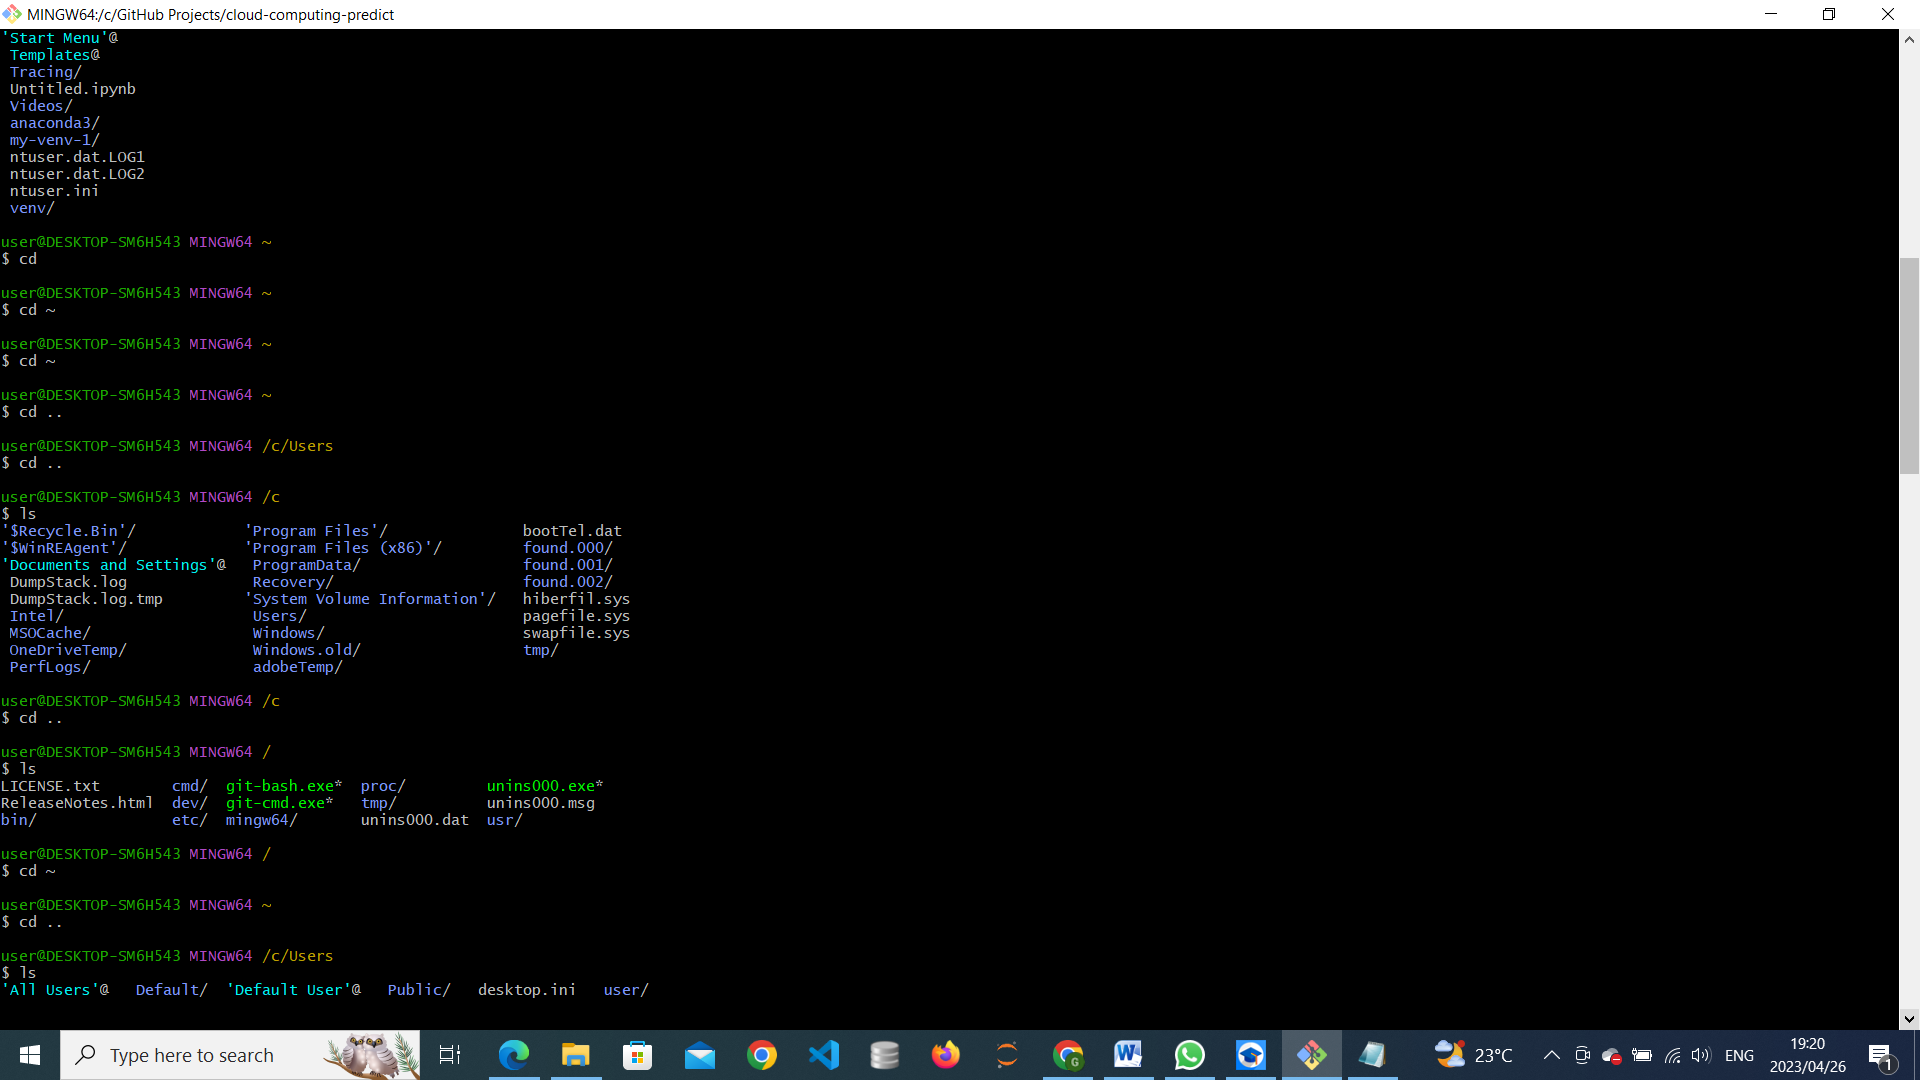 MINGW64:/c/GitHub Projects/cloud-computing-predict
'Start Menu'@
Templates@
Tracing/
Untitled.ipynb
Videos/
anaconda3/
my-venv-1/
ntuser.dat.LOG1
ntuser.dat.LOG2
ntuser.ini
venv/
user@DESKTOP-SM6H543 MINGW64 ~
$ cd
user@DESKTOP-SM6H543 MINGW64 ~
$ cd ~
user@DESKTOP-SM6H543 MINGW64 ~
$ cd ~
user@DESKTOP-SM6H543 MINGW64 ~
$ cd ..
user@DESKTOP-SM6H543 MINGW64 /c/Users
$ cd ..
user@DESKTOP-SM6H543 MINGW64 /c
$ ls
'$Recycle.Bin'/ 'Program Files'/ bootTel.dat
'$WinREAgent'/ 'Program Files (x86)'/ found.000/
'Documents and Settings'@ ProgramData/ found.001/
DumpStack.log Recovery/ found.002/
DumpStack.log.tmp 'System Volume Information'/ hiberfil.sys
Intel/ Users/ pagefile.sys
MSOCache/ Windows/ swapfile.sys
OneDriveTemp/ Windows.old/ tmp/
PerfLogs/ adobeTemp/
user@DESKTOP-SM6H543 MINGW64 /c
$ cd ..
user@DESKTOP-SM6H543 MINGW64 /
$ ls
LICENSE.txt cmd/ git-bash.exe* proc/ unins000.exe*
ReleaseNotes.html dev/ git-cmd.exe* tmp/ unins000.msg
bin/ etc/ mingw64/ unins000.dat usr/
user@DESKTOP-SM6H543 MINGW64 /
$ cd ~
user@DESKTOP-SM6H543 MINGW64 ~
$ cd ..
user@DESKTOP-SM6H543 MINGW64 /c/Users
$ ls
'All Users'@ Default/ 'Default User'@ Public/ desktop.ini user/
Type here to search
G
W
23°C
ENG
19:20
2023/04/26
1